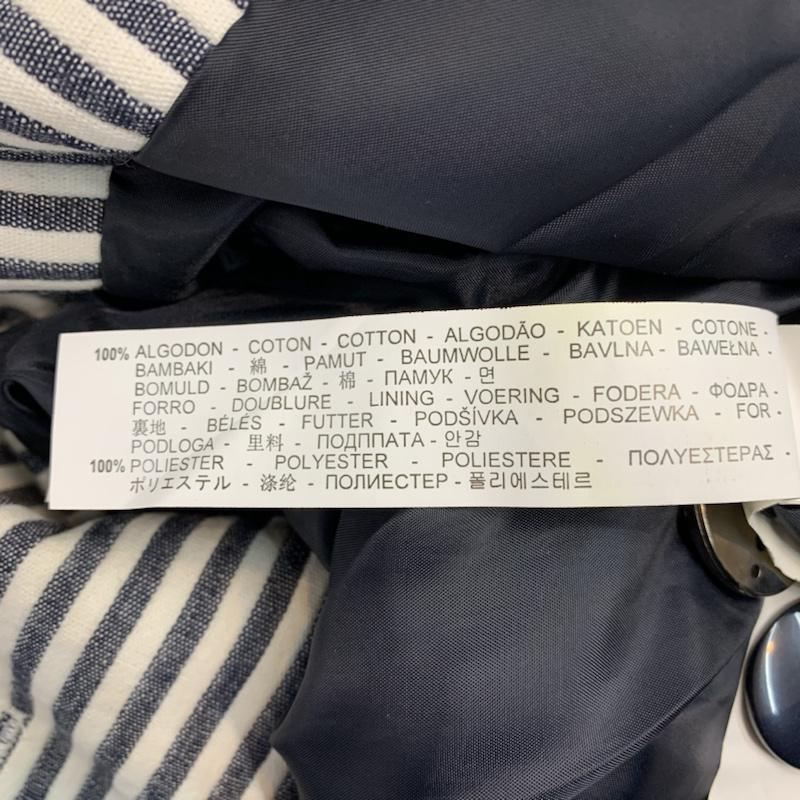 100% ALGODON - COTON - COTTON - ALGODÃO - KATOEN - COTONE -
BAMBAKI - 綿 - PAMUT - BAUMWOLLE - BAVLNA - BAWEŁNA -
BOMULD - BOMBAŽ - 棉 - ПАМУК - 면
FORRO - DOUBLURE - LINING - VOERING - FODERA - ΦΟΔΡΑ -
裏地 - BÉLÉS - FUTTER - PODŠÍVKA - PODSZEWKA - FOR -
PODLOGA - 里料 - ПОДППАТА - 안감
100% POLIESTER - POLYESTER - POLIESTERE - ΠΟΛΥΕΣΤΕΡΑΣ -
ポリエステル - 涤纶 - ПОЛИЕСТЕР - 폴리에스테르